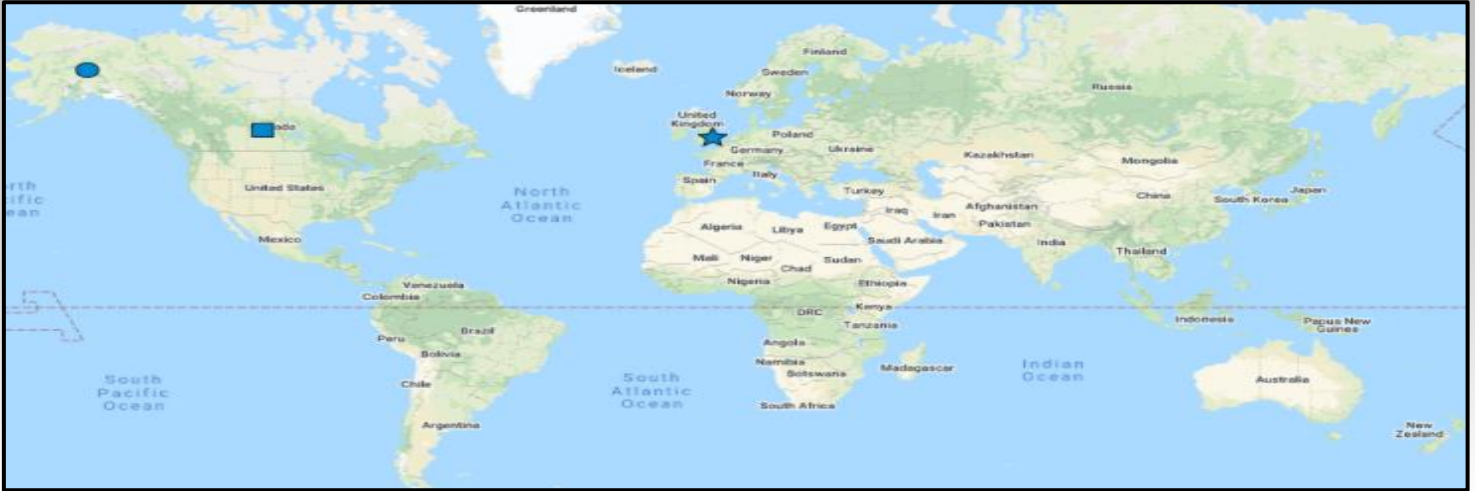 Greenland
Iceland
Finland
Sweden
Norway
Russia
United
Kingdom
Poland
Germany
Ukraine
France
Kazakhstan
Mongolia
Italy
Spain
United States
North
Atlantic
Ocean
Turkey
China
Japan
South Korea
Iraq
Iran
Afghanistan
Pakistan
Algeria
Libya
Egypt
Saudi Arabia
Mexico
India
Thailand
Mali
Niger
Chad
Sudan
Nigeria
Ethiopia
Venezuela
Colombia
Kenya
DRC
Tanzania
Indonesia
Papua New
Guinea
Brazil
Peru
Bolivia
Angola
Namibia
Botswana
Madagascar
Indian
Ocean
South
Pacific
Ocean
Chile
South
Atlantic
Ocean
Australia
South Africa
Argentina
New
Zealand